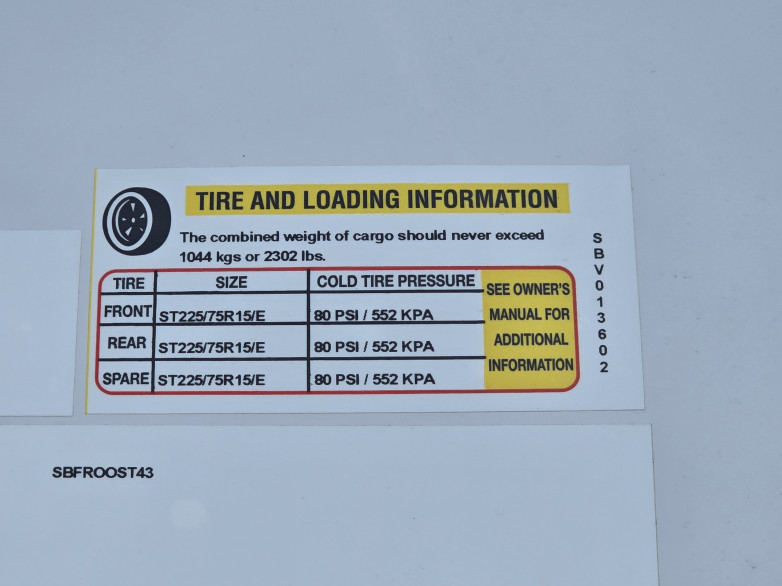 TIRE AND LOADING INFORMATION
The combined weight of cargo should never exceed
1044 kgs or 2302 lbs.
TIRE SIZE COLD TIRE PRESSURE
FRONT ST225/75R15/E 80 PSI / 552 KPA
REAR ST225/75R15/E 80 PSI / 552 KPA
SPARE ST225/75R15/E 80 PSI / 552 KPA
SEE OWNER'S
MANUAL FOR
ADDITIONAL
INFORMATION
SBV013602
SBFROOST43